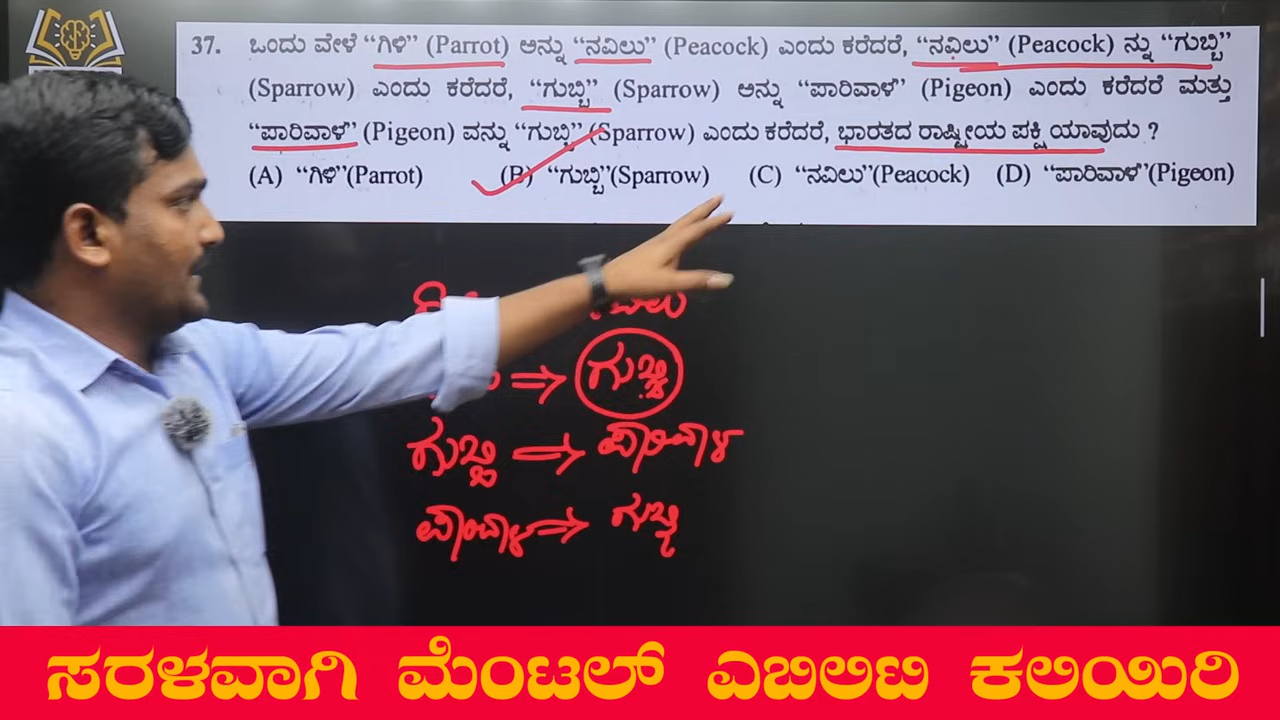 37. ಒಂದು ವೇಳೆ “ಗಿಳಿ” (Parrot) ಅನ್ನು “ನವಿಲು” (Peacock) ಎಂದು ಕರೆದರೆ, “ನವಿಲು” (Peacock) ನ್ನು “ಗುಬ್ಬಿ”
(Sparrow) ಎಂದು ಕರೆದರೆ, “ಗುಬ್ಬಿ” (Sparrow) ಅನ್ನು “ಪಾರಿವಾಳ” (Pigeon) ಎಂದು ಕರೆದರೆ ಮತ್ತು
“ಪಾರಿವಾಳ” (Pigeon) ವನ್ನು “ಗುಬ್ಬಿ” (Sparrow) ಎಂದು ಕರೆದರೆ, ಭಾರತದ ರಾಷ್ಟ್ರೀಯ ಪಕ್ಷಿ ಯಾವುದು ?
(A) “ಗಿಳಿ”(Parrot) (B) “ಗುಬ್ಬಿ”(Sparrow) (C) “ನವಿಲು”(Peacock) (D) “ಪಾರಿವಾಳ”(Pigeon)
⇒ ಗುಬ್ಬಿ
ಗುಬ್ಬಿ ⇒ ಪಾರಿವಾಳ
ಪಾರಿವಾಳ ⇒ ಗುಬ್ಬಿ
ಸರಳವಾಗಿ ಮೆಂಟಲ್ ಎಬಿಲಿಟಿ ಕಲಿಯಿರಿ